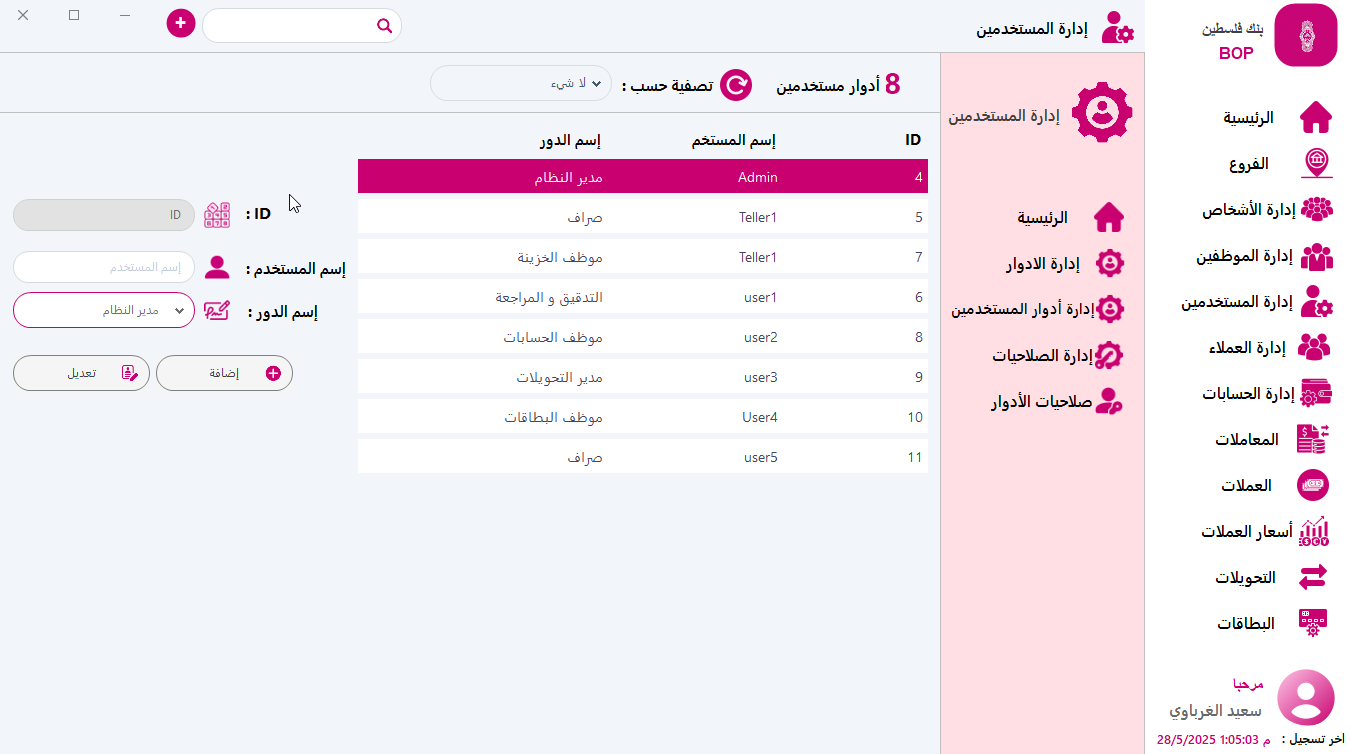 بنك فلسطين
BOP
الرئيسية
الفروع
إدارة الأشخاص
إدارة الموظفين
إدارة المستخدمين
إدارة العملاء
إدارة الحسابات
المعاملات
العملات
أسعار العملات
التحويلات
البطاقات
مرحبا
سعيد الغرباوي
اخر تسجيل : 28/5/2025 1:05:03 م
إدارة المستخدمين
إدارة المستخدمين
الرئيسية
إدارة الادوار
إدارة أدوار المستخدمين
إدارة الصلاحيات
صلاحيات الأدوار
8 أدوار مستخدمين
تصفية حسب : لا شيء
ID إسم المستخم إسم الدور
4 Admin مدير النظام
5 Teller1 صراف
7 Teller1 موظف الخزينة
6 user1 التدقيق و المراجعة
8 user2 موظف الحسابات
9 user3 مدير التحويلات
10 User4 موظف البطاقات
11 user5 صراف
ID : ID
إسم المستخدم : إسم المستخدم
إسم الدور : مدير النظام
إضافة تعديل